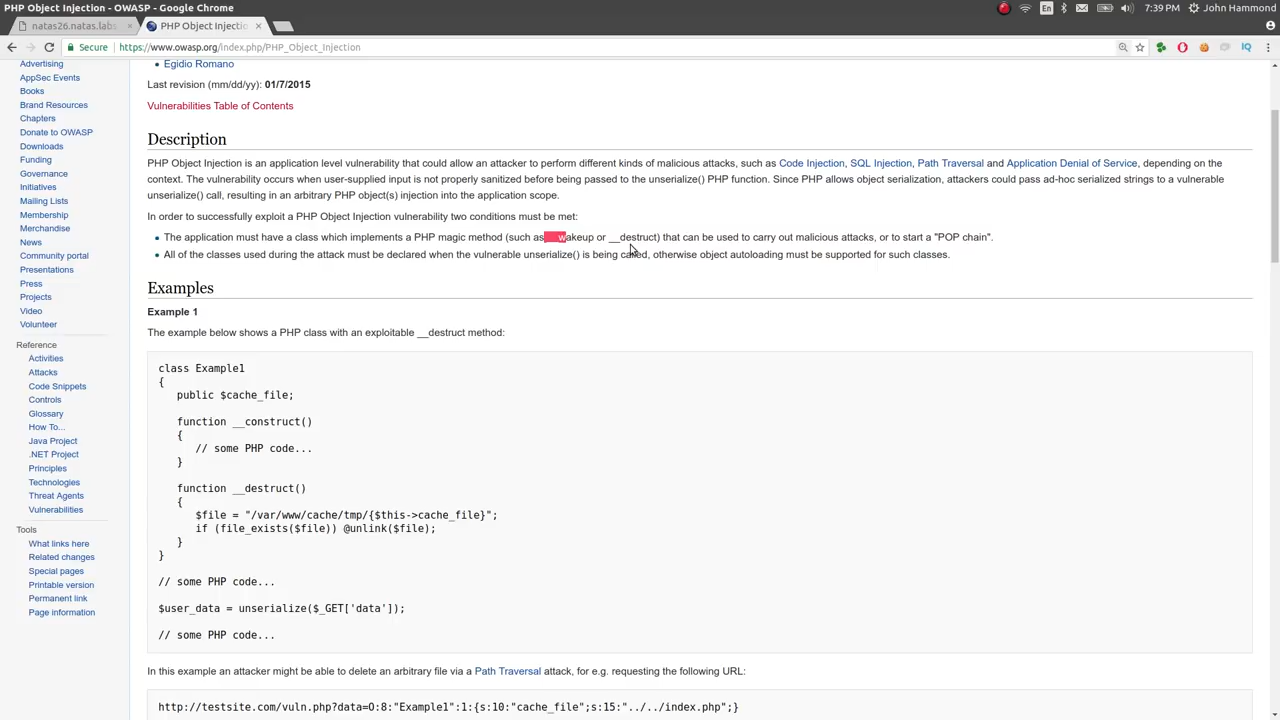 PHP Object Injection - OWASP - Google Chrome
En
7:39 PM
John Hammond
natas26.natas.labs
PHP Object Injectio
Secure
https://www.owasp.org/index.php/PHP_Object_Injection
IQ
Advertising
AppSec Events
Books
Brand Resources
Chapters
Donate to OWASP
Downloads
Funding
Governance
Initiatives
Mailing Lists
Membership
Merchandise
News
Community portal
Presentations
Press
Projects
Video
Volunteer
Reference
Activities
Attacks
Code Snippets
Controls
Glossary
How To...
Java Project
.NET Project
Principles
Technologies
Threat Agents
Vulnerabilities
Tools
What links here
Related changes
Special pages
Printable version
Permanent link
Page information
Egidio Romano
Last revision (mm/dd/yy): 01/7/2015
Vulnerabilities Table of Contents
Description
PHP Object Injection is an application level vulnerability that could allow an attacker to perform different kinds of malicious attacks, such as Code Injection, SQL Injection, Path Traversal and Application Denial of Service, depending on the
context. The vulnerability occurs when user-supplied input is not properly sanitized before being passed to the unserialize() PHP function. Since PHP allows object serialization, attackers could pass ad-hoc serialized strings to a vulnerable
unserialize() call, resulting in an arbitrary PHP object(s) injection into the application scope.
In order to successfully exploit a PHP Object Injection vulnerability two conditions must be met:
The application must have a class which implements a PHP magic method (such as __wakeup or __destruct) that can be used to carry out malicious attacks, or to start a "POP chain".
All of the classes used during the attack must be declared when the vulnerable unserialize() is being called, otherwise object autoloading must be supported for such classes.
Examples
Example 1
The example below shows a PHP class with an exploitable __destruct method:
class Example1
{
public $cache_file;
function __construct()
{
// some PHP code...
}
function __destruct()
{
$file = "/var/www/cache/tmp/{$this->cache_file}";
if (file_exists($file)) @unlink($file);
}
}
// some PHP code...
$user_data = unserialize($_GET['data']);
// some PHP code...
In this example an attacker might be able to delete an arbitrary file via a Path Traversal attack, for e.g. requesting the following URL:
http://testsite.com/vuln.php?data=O:8:"Example1":1:{s:10:"cache_file";s:15:"../../index.php";}